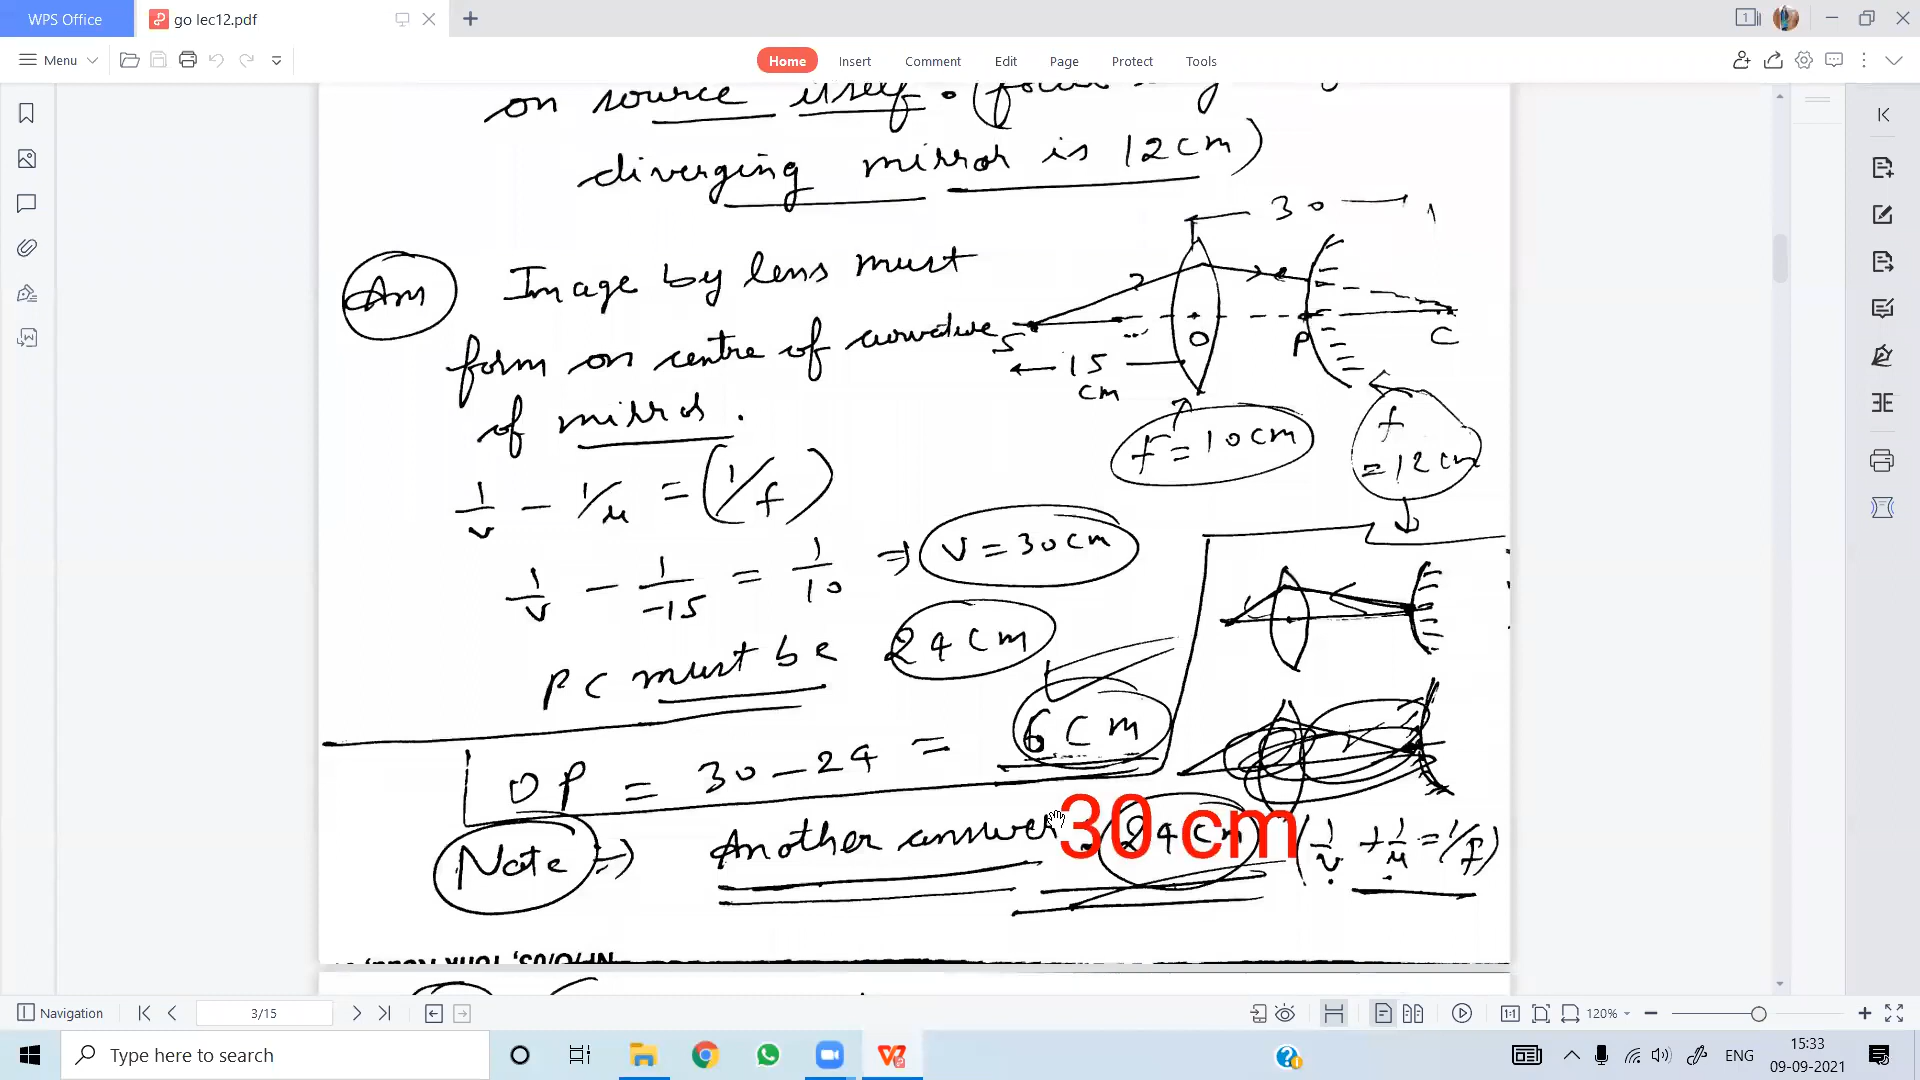 WPS Office
go lec12.pdf
Menu
Home Insert Comment Edit Page Protect Tools
on source itself.
diverging mirror is 12cm)
30
Ans Image by lens must
form on centre of curvature
of mirror.
S O P C
15
cm
F = 10cm
f
= 12cm
1/v - 1/u = (1/f)
1/v - 1/-15 = 1/10 ⇒ v = 30cm
PC must be 24cm
OP = 30 - 24 = 6cm
Note :→ Another answer 24cm (1/v + 1/u = 1/f)
30 cm
Navigation
3/15
120%
Type here to search
ENG
15:33
09-09-2021